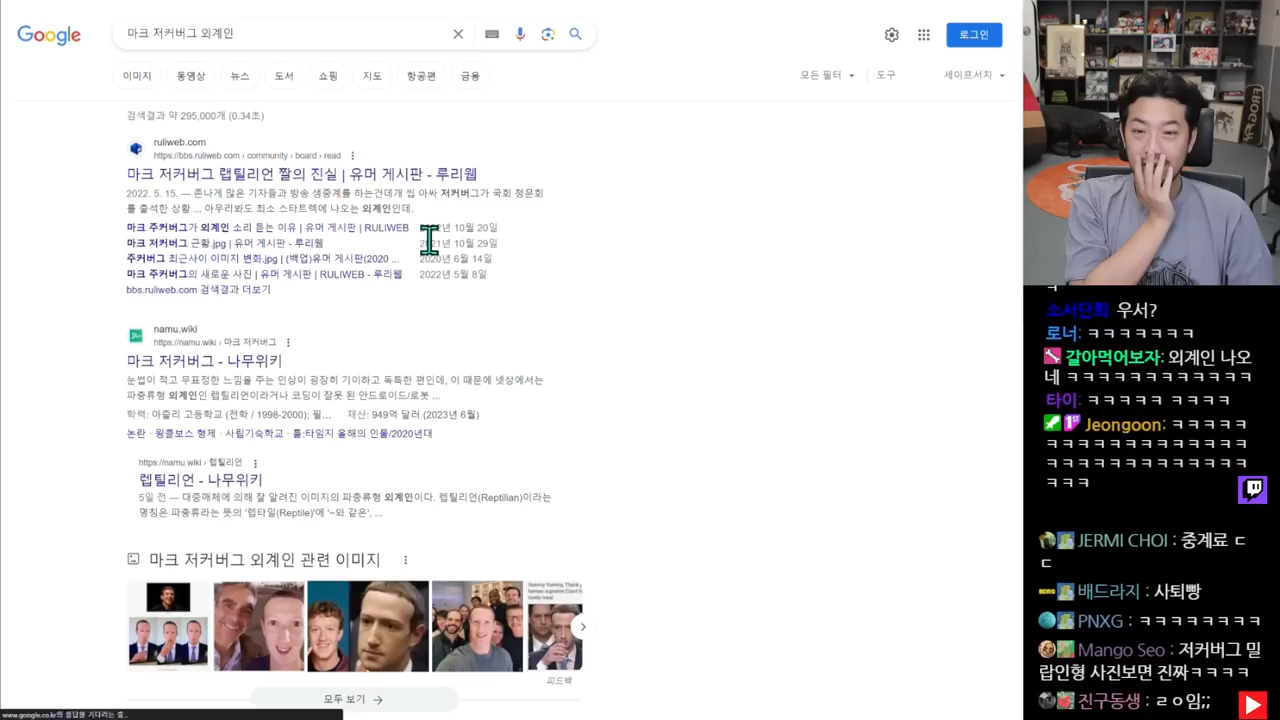 Google
마크 저커버그 외계인
로그인
이미지
동영상
뉴스
도서
쇼핑
지도
항공편
금융
모든 필터
도구
세이프서치
검색결과 약 295,000개 (0.34초)
ruliweb.com
https://bbs.ruliweb.com › community › board › read
마크 저커버그 랩틸리언 짤의 진실 | 유머 게시판 - 루리웹
2022. 5. 15. — 존나게 많은 기자들과 방송 생중계를 하는건데개 씹 아싸 저커버그가 국회 청문회
를 출석한 상황 ... 아무리봐도 최소 스타트렉에 나오는 외계인인데.
마크 주커버그가 외계인 소리 듣는 이유 | 유머 게시판 | RULIWEB
10월 20일
마크 저커버그 근황.jpg | 유머 게시판 - 루리웹
10월 29일
주커버그 최근사이 이미지 변화.jpg | (백업)유머 게시판(2020 ...
2020년 6월 14일
마크 저커버그의 새로운 사진 | 유머 게시판 | RULIWEB - 루리웹
2022년 5월 8일
bbs.ruliweb.com 검색결과 더보기
namu.wiki
https://namu.wiki › 마크 저커버그
마크 저커버그 - 나무위키
눈썹이 적고 무표정한 느낌을 주는 인상이 굉장히 기이하고 독특한 편인데, 이 때문에 넷상에서는
파충류형 외계인인 렙틸리언이라거나 코딩이 잘못 된 안드로이드/로봇 ...
학력: 아즐리 고등학교 (전학 / 1998-2000); 필...
재산: 949억 달러 (2023년 6월)
논란 · 윙클보스 형제 · 사립기숙학교 · 틀:타임지 올해의 인물/2020년대
https://namu.wiki › 렙틸리언
렙틸리언 - 나무위키
5일 전 — 대중매체에 의해 잘 알려진 이미지의 파충류형 외계인이다. 렙틸리언(Reptilian)이라는
명칭은 파충류라는 뜻의 '렙타일(Reptile)'에 '~와 같은', ...
마크 저커버그 외계인 관련 이미지
Yummy Yummy, Thank
human supreme Court f
피드백
모두 보기
FROG
ㅋ
소서단회 우서?
로너: ㅋㅋㅋㅋㅋㅋㅋ
갈아먹어보자: 외계인 나오
네 ㅋㅋㅋㅋㅋㅋㅋㅋㅋㅋㅋㅋ
타이: ㅋㅋㅋㅋㅋ ㅋㅋㅋㅋ
Jeongoon: ㅋㅋㅋㅋㅋ
ㅋㅋㅋㅋㅋㅋㅋㅋㅋㅋㅋㅋㅋ
ㅋㅋㅋㅋㅋㅋㅋㅋㅋㅋㅋㅋㅋ
ㅋㅋㅋ
JERMI CHOI : 중계료 ㄷ
ㄷ
배드라지 : 사퇴빵
PNXG : ㅋㅋㅋㅋㅋㅋㅋㅋ
Mango Seo : 저커버그 밀
랍인형 사진보면 진짜ㅋㅋㅋㅋ
진구동생 : ㄹㅇ임;;